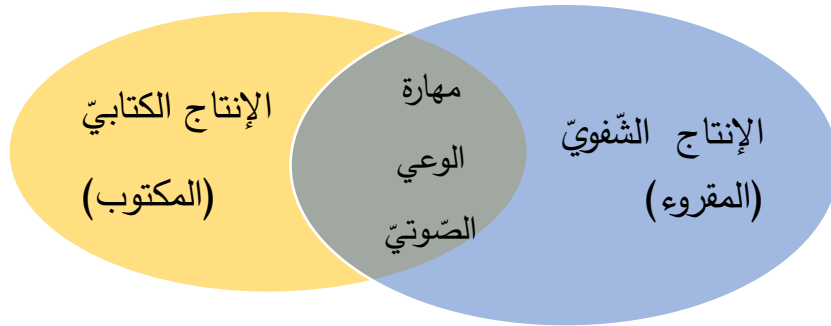 الإنتاج الشّفويّ
(المقروء)
مهارة
الوعي
الصّوتيّ
الإنتاج الكتابيّ
(المكتوب)